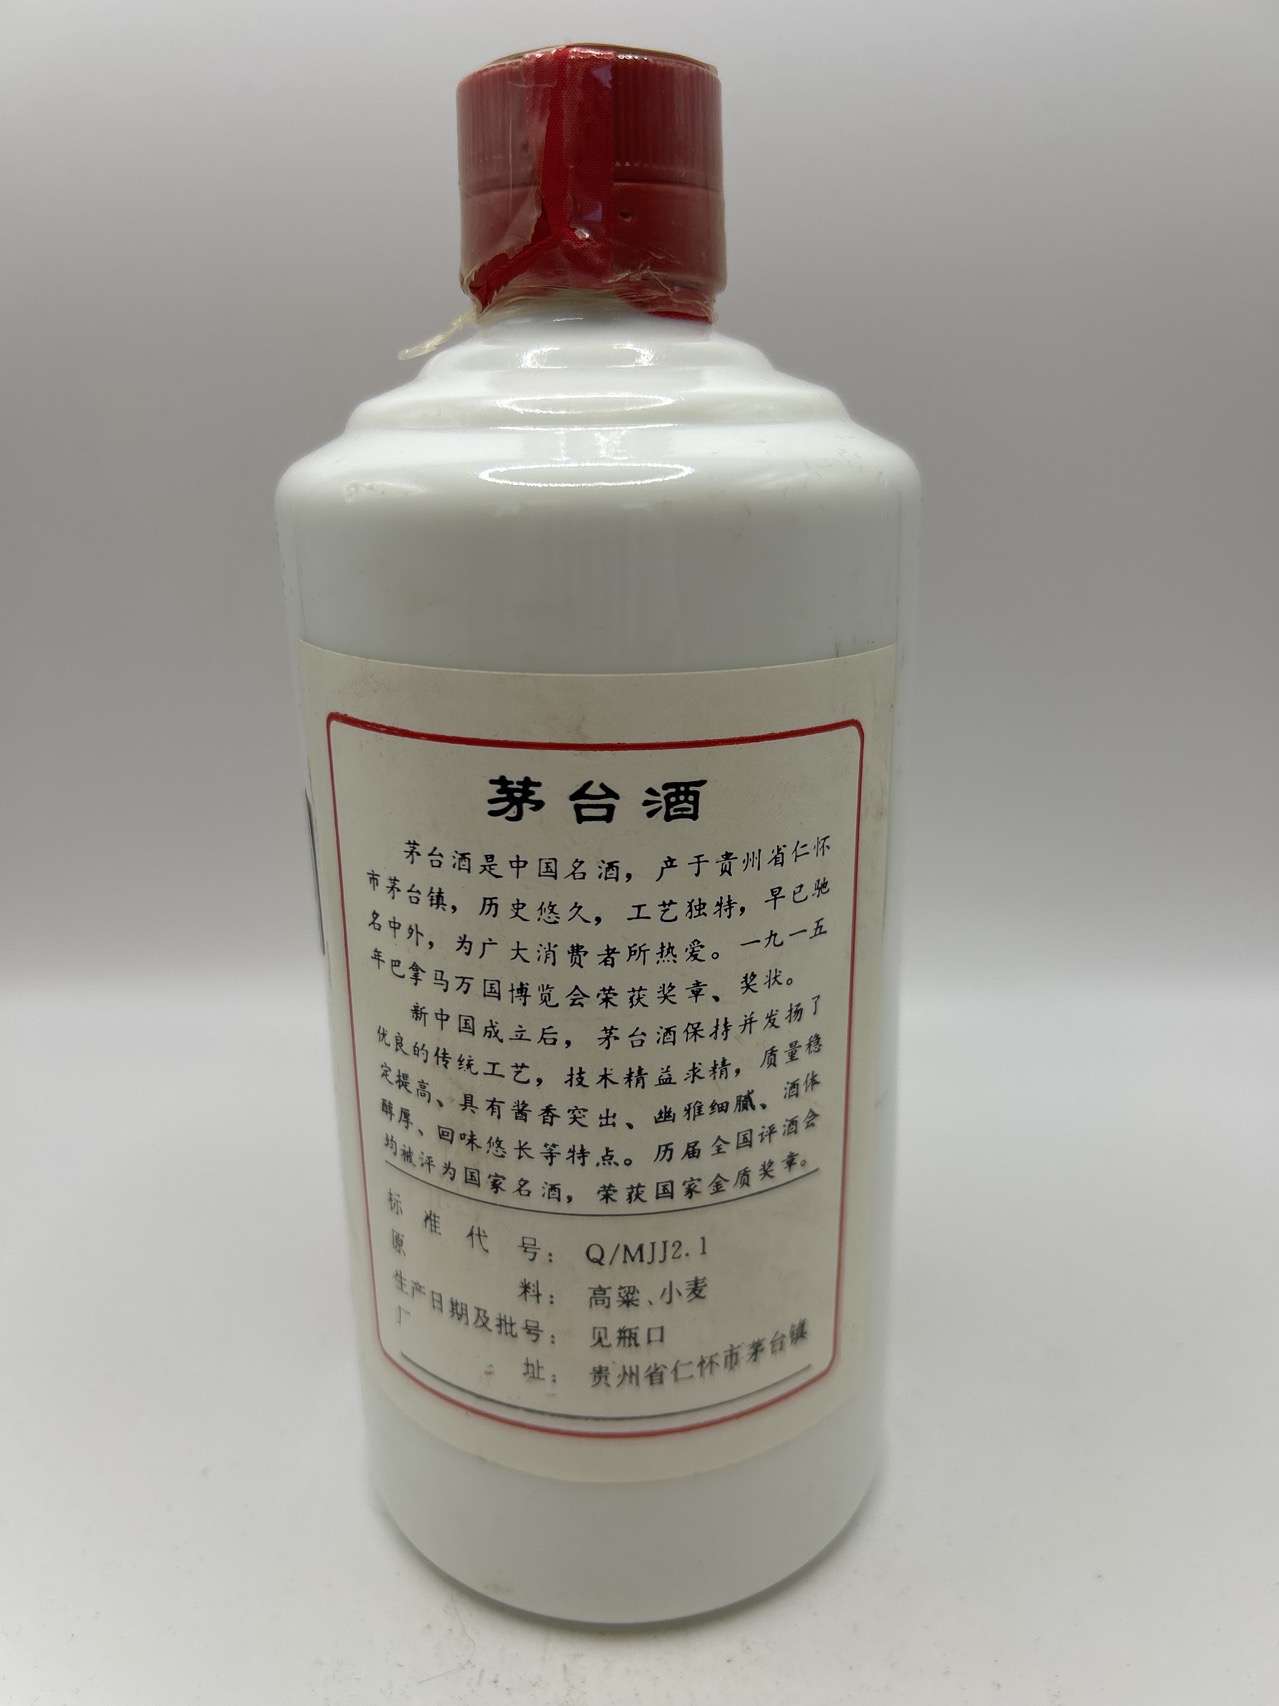 茅台酒
茅台酒是中国名酒，产于贵州省仁怀
市茅台镇，历史悠久，工艺独特，早已驰
名中外，为广大消费者所热爱。一九一五
年巴拿马万国博览会荣获奖章、奖状。
新中国成立后，茅台酒保持并发扬了
优良的传统工艺，技术精益求精，质量稳
定提高、具有酱香突出、幽雅细腻、酒体
醇厚、回味悠长等特点。历届全国评酒会
均被评为国家名酒，荣获国家金质奖章。
标准代号：Q/MJJ2.1
原料：高粱、小麦
生产日期及批号：见瓶口
厂址：贵州省仁怀市茅台镇